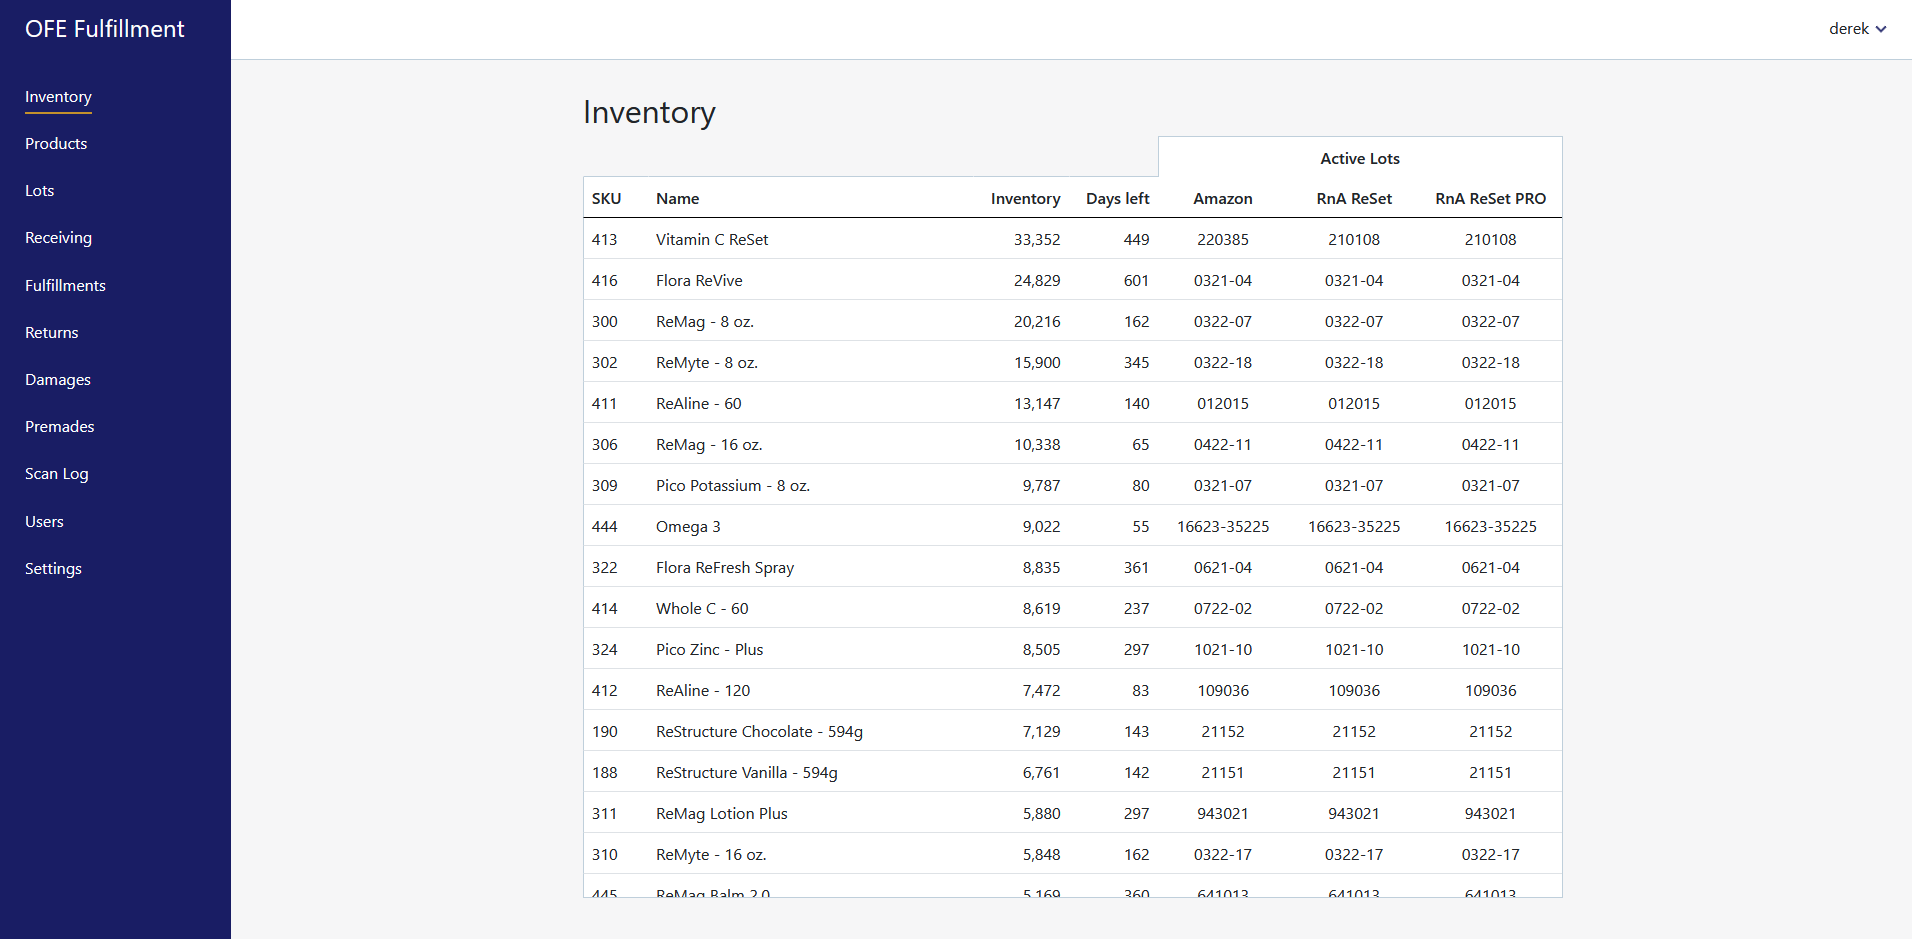 OFE Fulfillment
derek
Inventory
Products
Lots
Receiving
Fulfillments
Returns
Damages
Premades
Scan Log
Users
Settings
Inventory
Active Lots
SKU Name Inventory Days left Amazon RnA ReSet RnA ReSet PRO
413 Vitamin C ReSet 33,352 449 220385 210108 210108
416 Flora ReVive 24,829 601 0321-04 0321-04 0321-04
300 ReMag - 8 oz. 20,216 162 0322-07 0322-07 0322-07
302 ReMyte - 8 oz. 15,900 345 0322-18 0322-18 0322-18
411 ReAline - 60 13,147 140 012015 012015 012015
306 ReMag - 16 oz. 10,338 65 0422-11 0422-11 0422-11
309 Pico Potassium - 8 oz. 9,787 80 0321-07 0321-07 0321-07
444 Omega 3 9,022 55 16623-35225 16623-35225 16623-35225
322 Flora ReFresh Spray 8,835 361 0621-04 0621-04 0621-04
414 Whole C - 60 8,619 237 0722-02 0722-02 0722-02
324 Pico Zinc - Plus 8,505 297 1021-10 1021-10 1021-10
412 ReAline - 120 7,472 83 109036 109036 109036
190 ReStructure Chocolate - 594g 7,129 143 21152 21152 21152
188 ReStructure Vanilla - 594g 6,761 142 21151 21151 21151
311 ReMag Lotion Plus 5,880 297 943021 943021 943021
310 ReMyte - 16 oz. 5,848 162 0322-17 0322-17 0322-17
445 ReMag Balm 2.0 5,169 360 641013 641013 641013